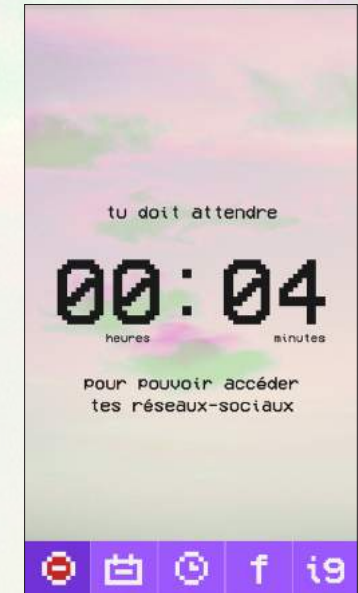 tu doit attendre
00:04
heures minutes
pour pouvoir accéder
tes réseaux-sociaux
f ig